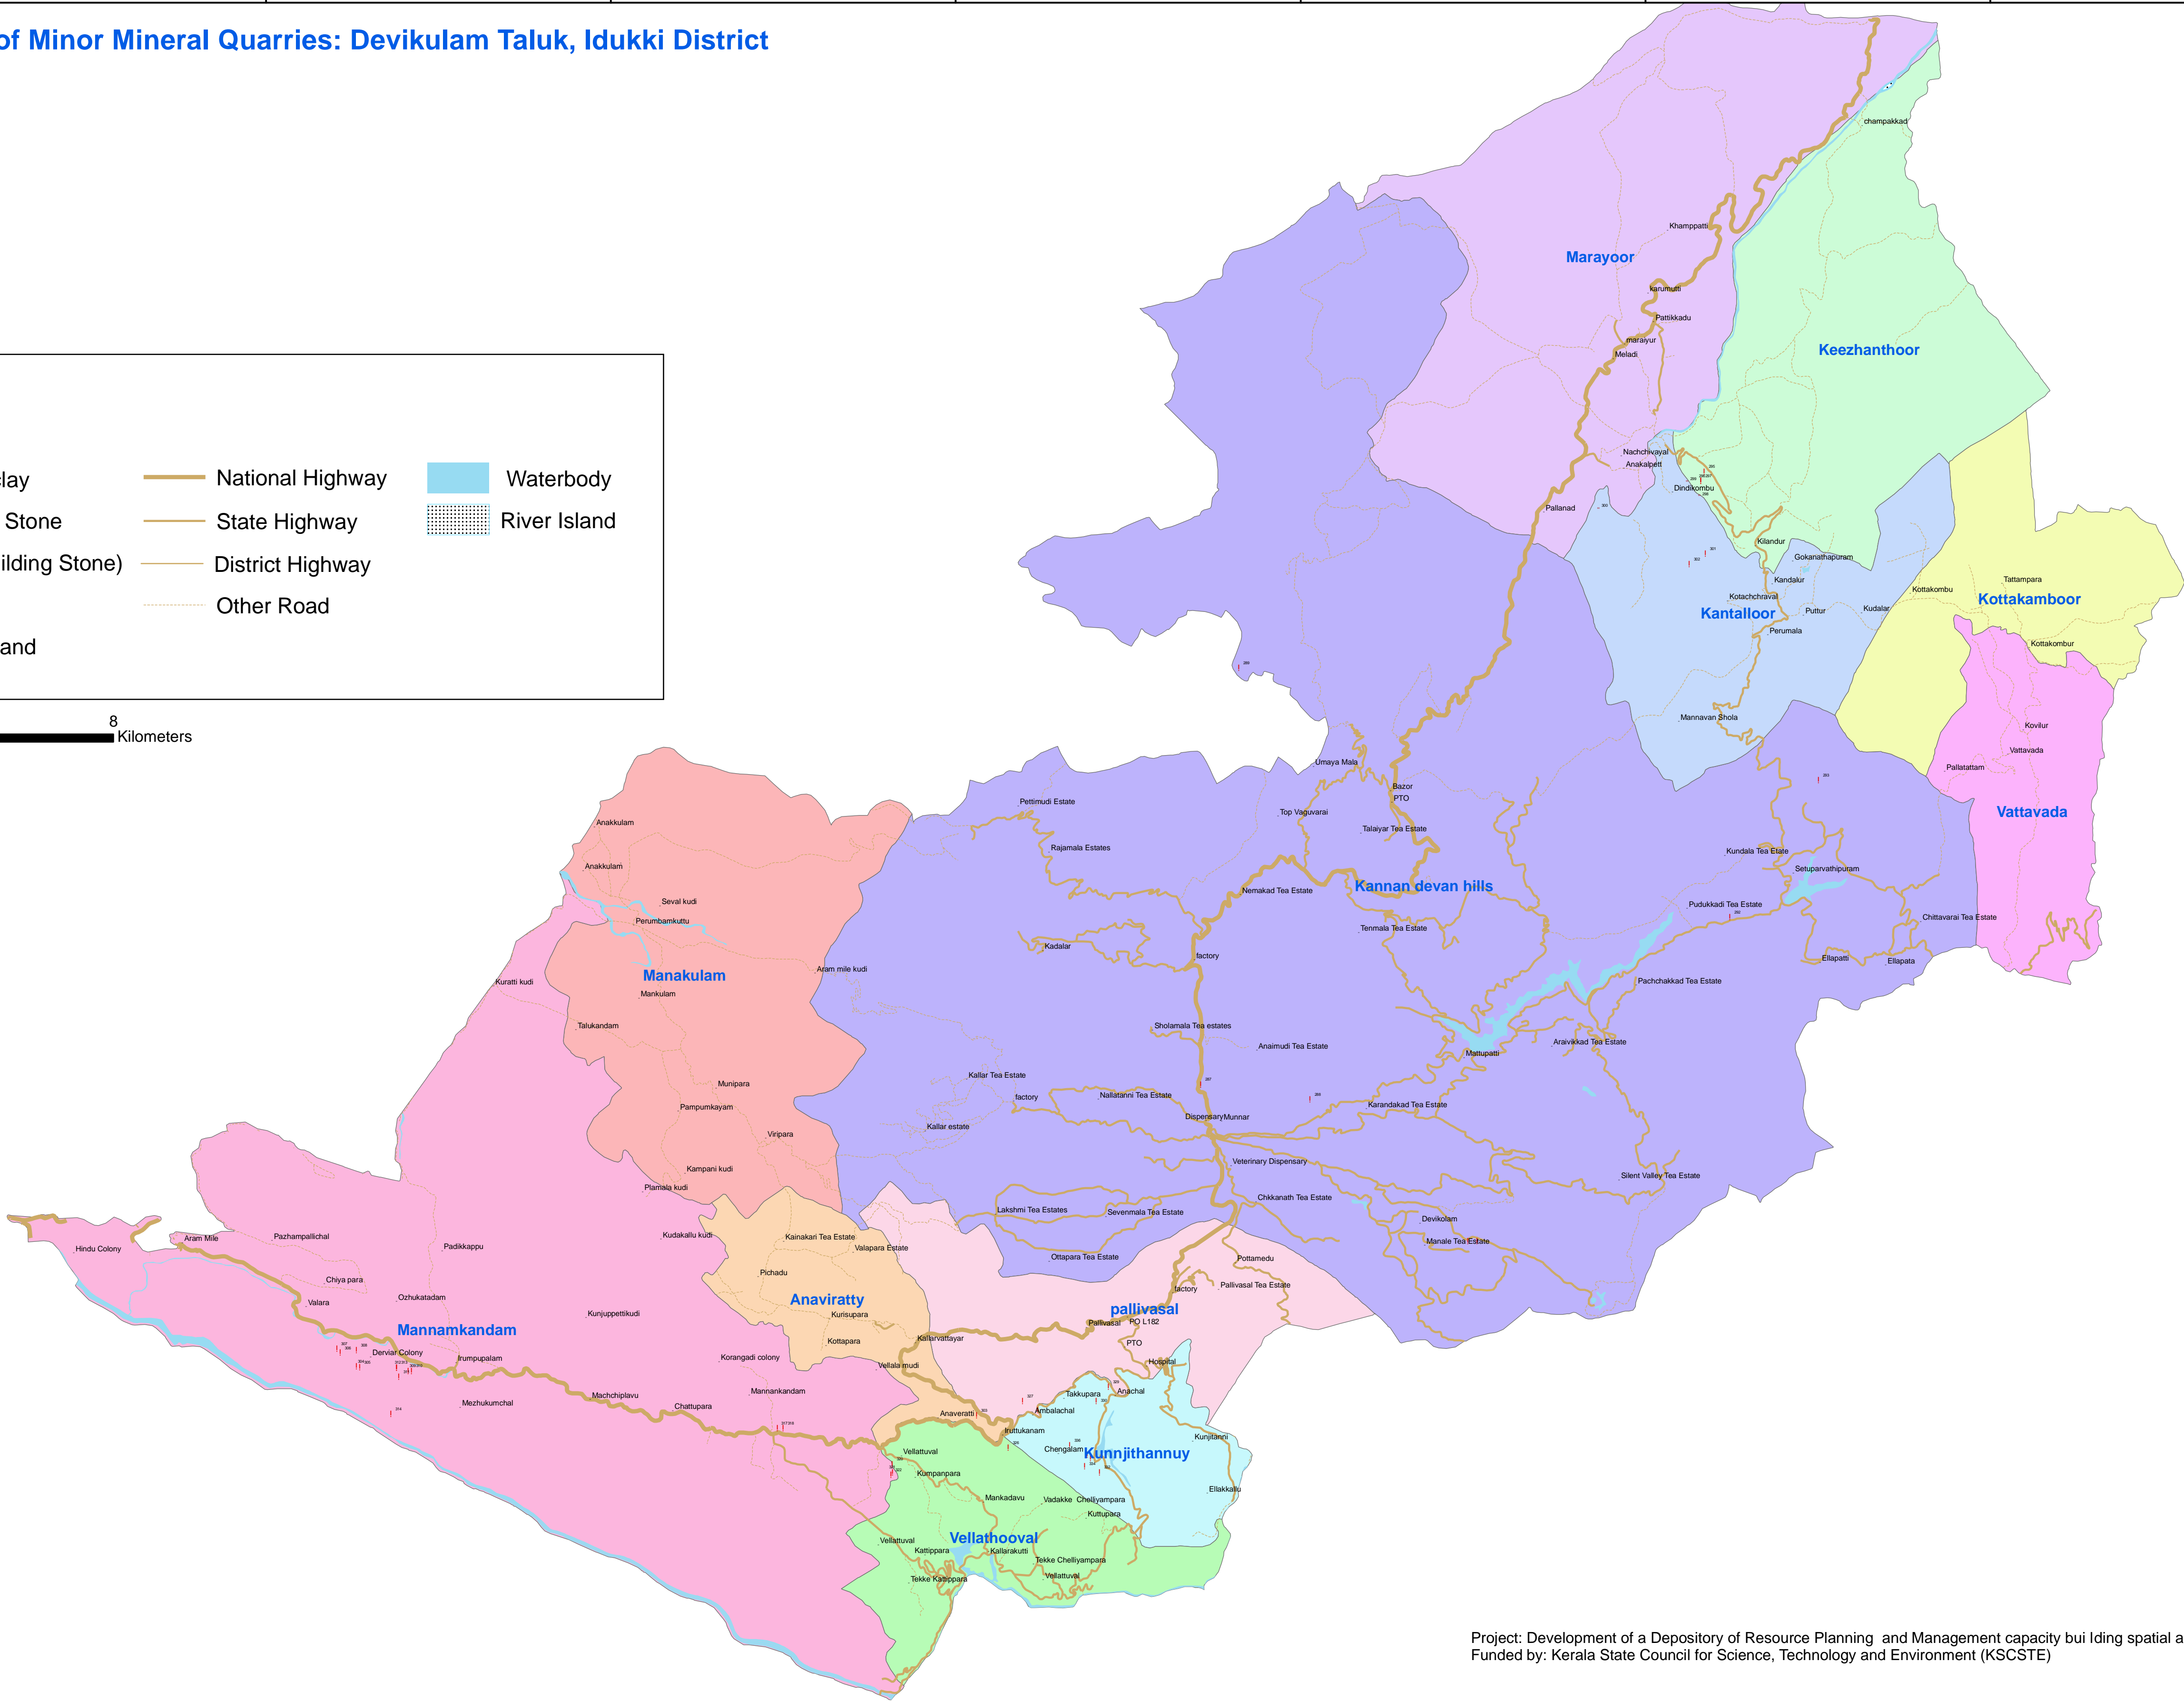 of Minor Mineral Quarries: Devikulam Taluk, Idukki District
clay
Stone
ilding Stone)
and
National Highway
State Highway
District Highway
Other Road
Waterbody
River Island
8
Kilometers
champakkad
Khamppatti
Marayoor
karumutti
Pattikkadu
maraiyur
Meladi
Keezhanthoor
Nachchivayal
Anakalpett
Dindikombu
Pallanad
Kilandur
Gokanathapuram
Kandalur
Kotachchraval
Kantalloor
Puttur
Kudalar
Perumala
Kottakombu
Tattampara
Kottakamboor
Kottakombur
Mannavan Shola
Kovilur
Vattavada
Pallatattam
Vattavada
Umaya Mala
Bazor
PTO
Pettimudi Estate
Top Vaguvarai
Talaiyar Tea Estate
Rajamala Estates
Kundala Tea Etate
Setuparvathipuram
Kannan devan hills
Nemakad Tea Estate
Pudukkadi Tea Estate
Chittavarai Tea Estate
Tenmala Tea Estate
Kadalar
factory
Ellapatti
Ellapata
Pachchakkad Tea Estate
Anakkulam
Anakkulam
Seval kudi
Perumbamkuttu
Aram mile kudi
Manakulam
Kuratti kudi
Mankulam
Talukandam
Sholamala Tea estates
Anaimudi Tea Estate
Mattupatti
Araivikkad Tea Estate
Kallar Tea Estate
Munipara
factory
Nallatanni Tea Estate
Pampumkayam
Karandakad Tea Estate
Dispensary
Munnar
Kallar estate
Viripara
Veterinary Dispensary
Kampani kudi
Silent Valley Tea Estate
Plamala kudi
Chkkanath Tea Estate
Lakshmi Tea Estates
Sevenmala Tea Estate
Devikolam
Manale Tea Estate
Hindu Colony
Aram Mile
Pazhampallichal
Padikkappu
Kudakallu kudi
Kainakari Tea Estate
Valapara Estate
Ottapara Tea Estate
Pottamedu
Pichadu
Chiya para
factory
Pallivasal Tea Estate
Valara
Ozhukatadam
Anaviratty
pallivasal
Kunjuppettikudi
Kurisupara
Pallivasal
PO L182
Mannamkandam
Kottapara
Kallarvattayar
PTO
Derviar Colony
Irumpupalam
Korangadi colony
Vellala mudi
Hospital
Machchiplavu
Mannankandam
Takkupara
Anachal
Mezhukumchal
Chattupara
Anaveratti
Ambalachal
Iruttukanam
Kunjitanni
Vellattuval
Chengalam
Kunnjithannuy
Kumpanpara
Ellakkallu
Mankadavu
Vadakke Chelliyampara
Kuttupara
Vellathooval
Vellattuval
Kattippara
Kallarakutti
Tekke Chelliyampara
Tekke Kattippara
Vellattuval
Project: Development of a Depository of Resource Planning and Management capacity bui lding spatial a
Funded by: Kerala State Council for Science, Technology and Environment (KSCSTE)